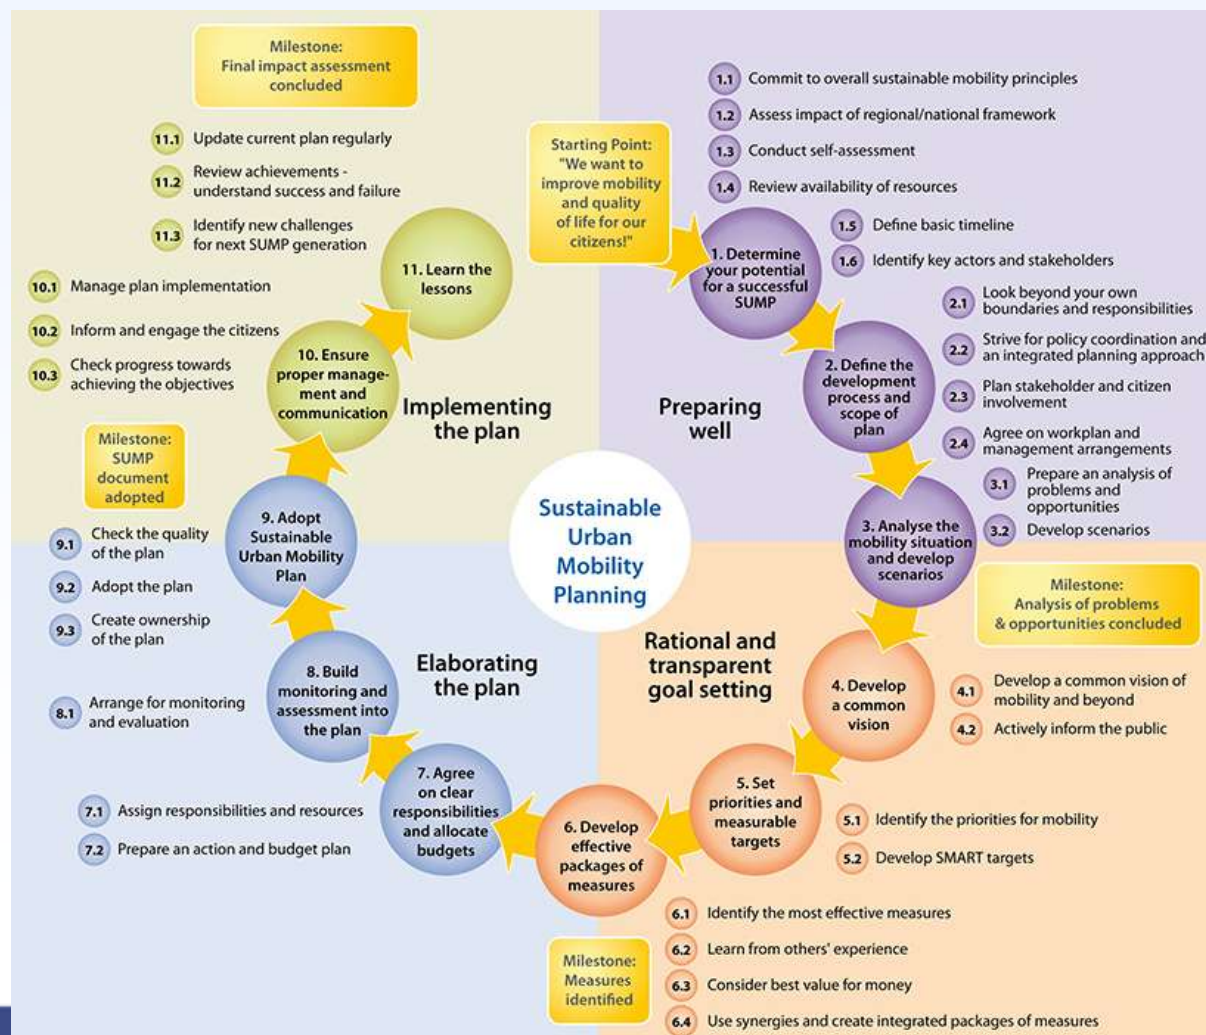 Sustainable
Urban
Mobility
Planning
Starting Point:
"We want to
improve mobility
and quality
of life for our
citizens!"
Preparing
well
1. Determine
your potential
for a successful
SUMP
1.1 Commit to overall sustainable mobility principles
1.2 Assess impact of regional/national framework
1.3 Conduct self-assessment
1.4 Review availability of resources
1.5 Define basic timeline
1.6 Identify key actors and stakeholders
2. Define the
development
process and
scope of
plan
2.1 Look beyond your own
boundaries and responsibilities
2.2 Strive for policy coordination and
an integrated planning approach
2.3 Plan stakeholder and citizen
involvement
2.4 Agree on workplan and
management arrangements
3. Analyse the
mobility situation
and develop
scenarios
3.1 Prepare an analysis of
problems and
opportunities
3.2 Develop scenarios
Milestone:
Analysis of problems
& opportunities concluded
Rational and
transparent
goal setting
4. Develop
a common
vision
4.1 Develop a common vision of
mobility and beyond
4.2 Actively inform the public
5. Set
priorities and
measurable
targets
5.1 Identify the priorities for mobility
5.2 Develop SMART targets
6. Develop
effective
packages of
measures
6.1 Identify the most effective measures
6.2 Learn from others' experience
6.3 Consider best value for money
6.4 Use synergies and create integrated packages of measures
Milestone:
Measures
identified
Elaborating
the plan
7. Agree
on clear
responsibilities
and allocate
budgets
7.1 Assign responsibilities and resources
7.2 Prepare an action and budget plan
8. Build
monitoring and
assessment into
the plan
8.1 Arrange for monitoring
and evaluation
9. Adopt
Sustainable
Urban Mobility
Plan
9.1 Check the quality
of the plan
9.2 Adopt the plan
9.3 Create ownership
of the plan
Milestone:
SUMP
document
adopted
Implementing
the plan
10. Ensure
proper manage-
ment and
communication
10.1 Manage plan implementation
10.2 Inform and engage the citizens
10.3 Check progress towards
achieving the objectives
11. Learn the
lessons
11.1 Update current plan regularly
11.2 Review achievements -
understand success and failure
11.3 Identify new challenges
for next SUMP generation
Milestone:
Final impact assessment
concluded